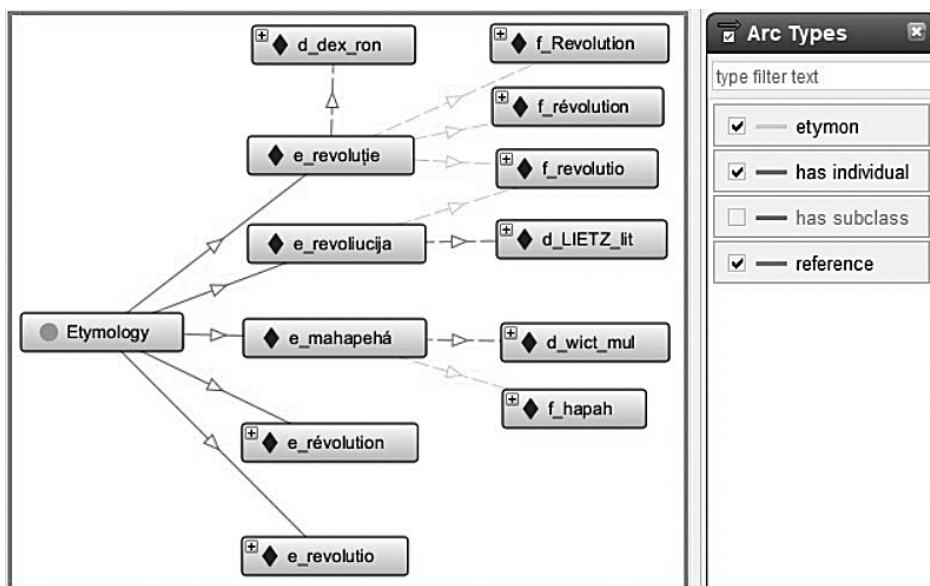 d_dex_ron
f_Revolution
f_révolution
e_revoluție
f_revolutio
e_revoliucija
d_LIETZ_lit
Etymology
e_mahapehá
d_wict_mul
f_hapah
e_révolution
e_revolutio
Arc Types
type filter text
etymon
has individual
has subclass
reference